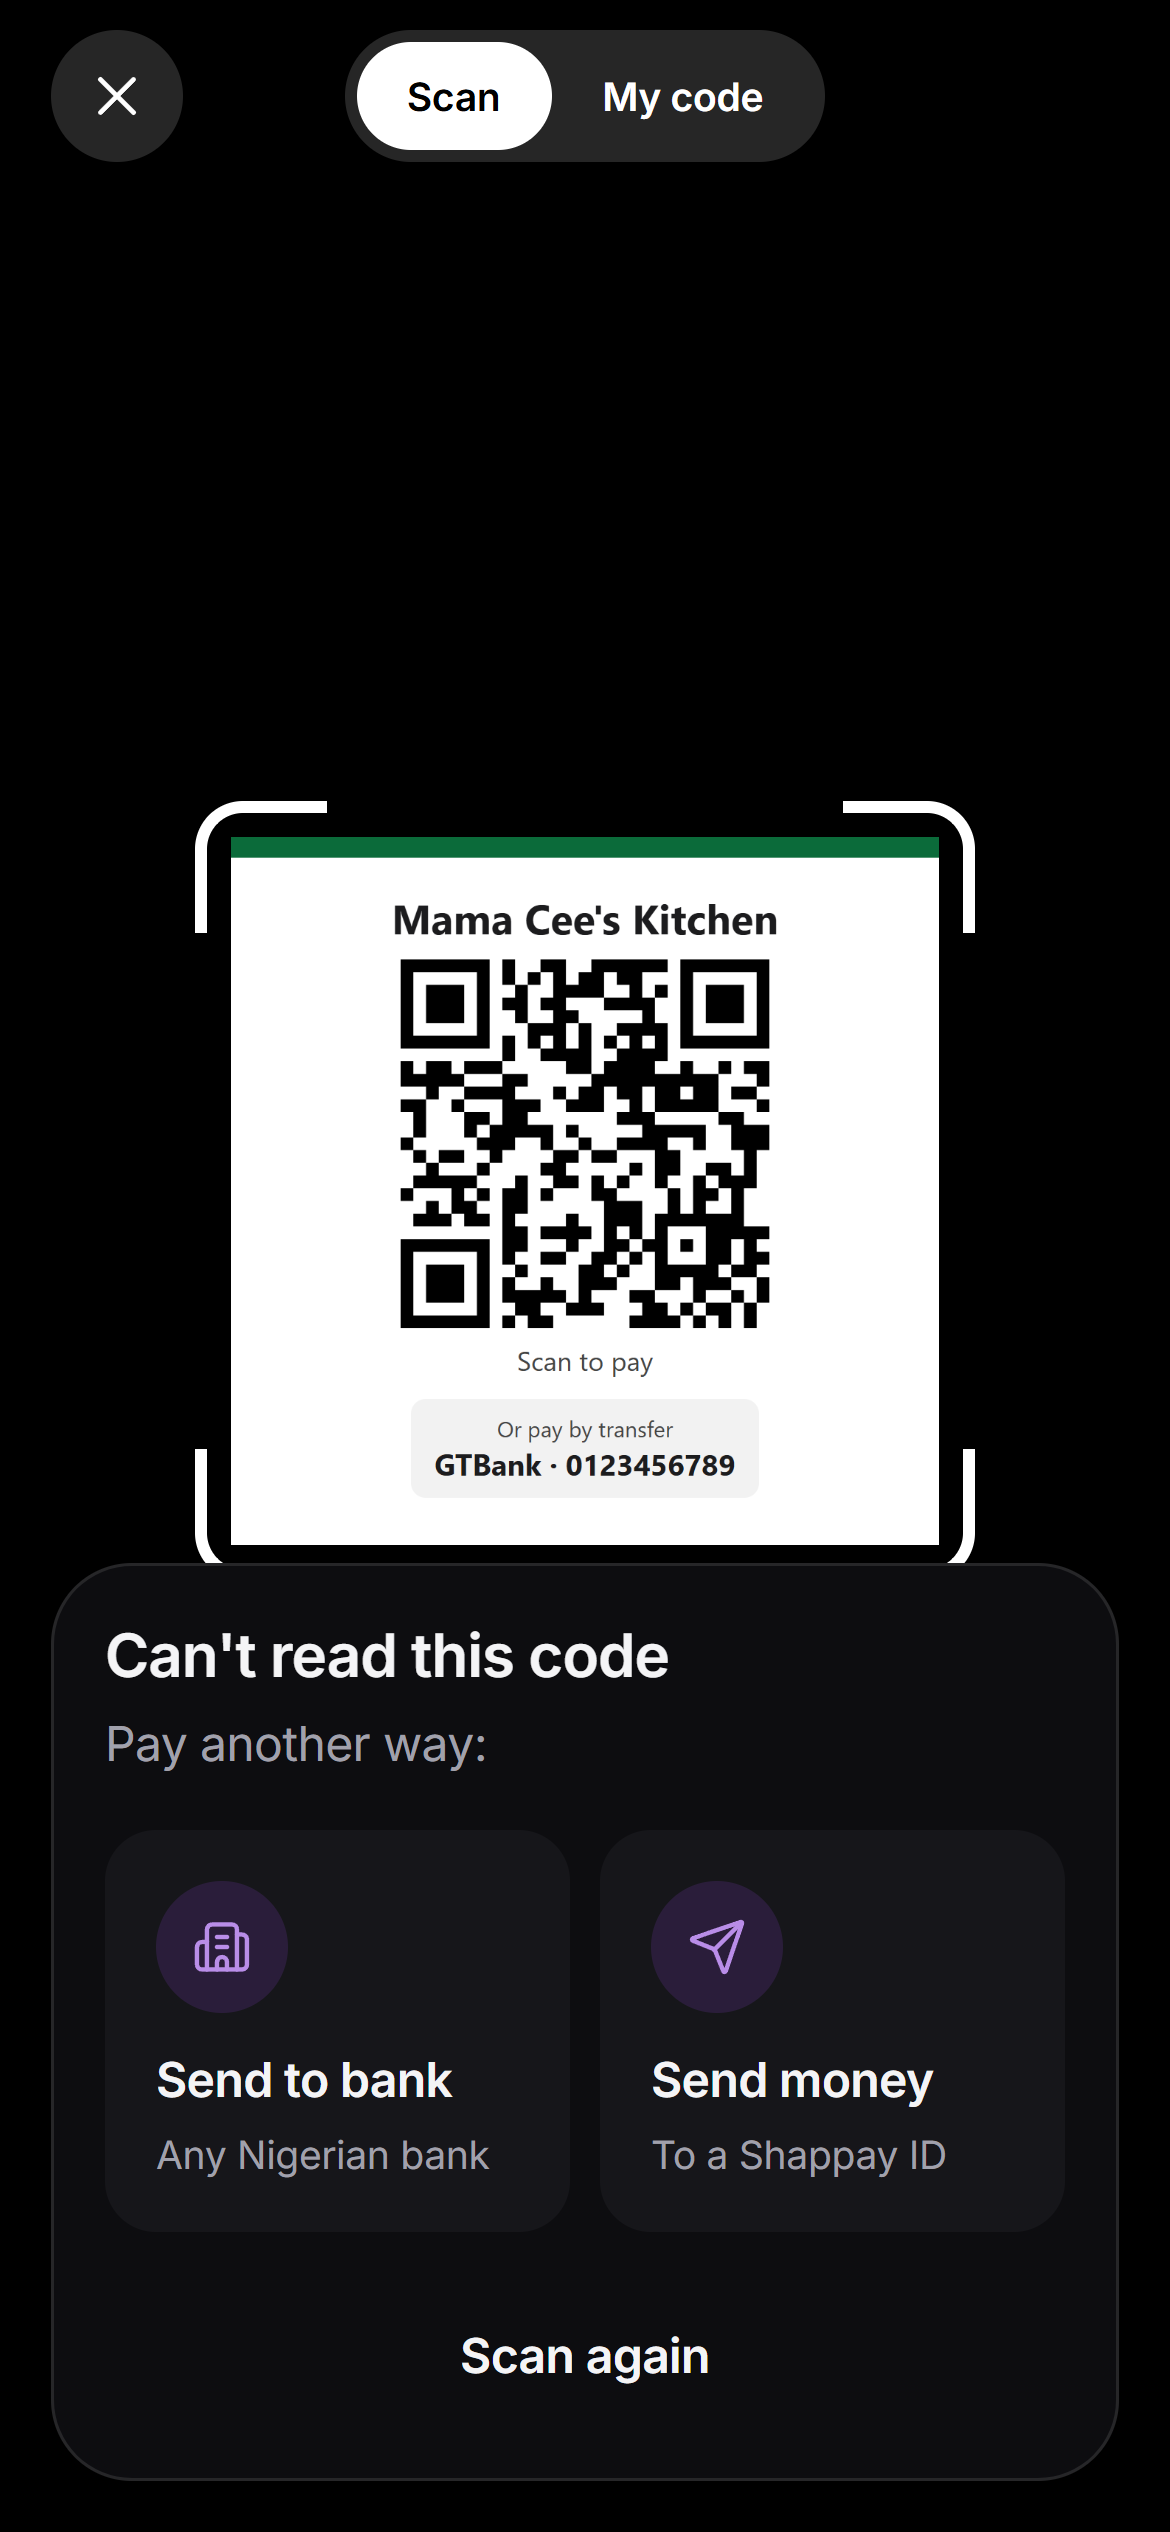 Scan
My code
Mama Cee's Kitchen
Scan to pay
Or pay by transfer
GTBank · 0123456789
Can't read this code
Pay another way:
Send to bank
Any Nigerian bank
Send money
To a Shappay ID
Scan again